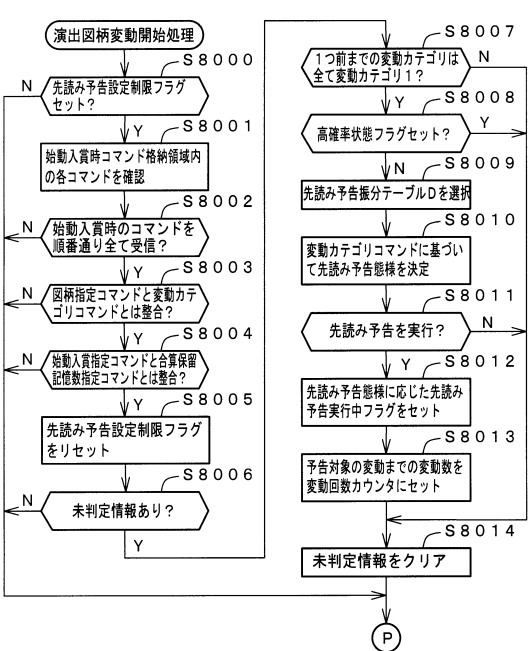 演出図柄変動開始処理
S8000
先読み予告設定制限フラグ
セット?
N
Y
S8001
始動入賞時コマンド格納領域内
の各コマンドを確認
S8002
始動入賞時のコマンドを
順番通り全て受信?
N
Y
S8003
図柄指定コマンドと変動カテ
ゴリコマンドとは整合?
N
Y
S8004
始動入賞指定コマンドと合算保留
記憶数指定コマンドとは整合?
N
Y
S8005
先読み予告設定制限フラグ
をリセット
S8006
未判定情報あり?
N
Y
S8007
1つ前までの変動カテゴリは
全て変動カテゴリ1?
N
Y
S8008
高確率状態フラグセット?
Y
N
S8009
先読み予告振分テーブルDを選択
S8010
変動カテゴリコマンドに基づい
て先読み予告態様を決定
S8011
先読み予告を実行?
N
Y
S8012
先読み予告態様に応じた先読み
予告実行中フラグをセット
S8013
予告対象の変動までの変動数を
変動回数カウンタにセット
S8014
未判定情報をクリア
P